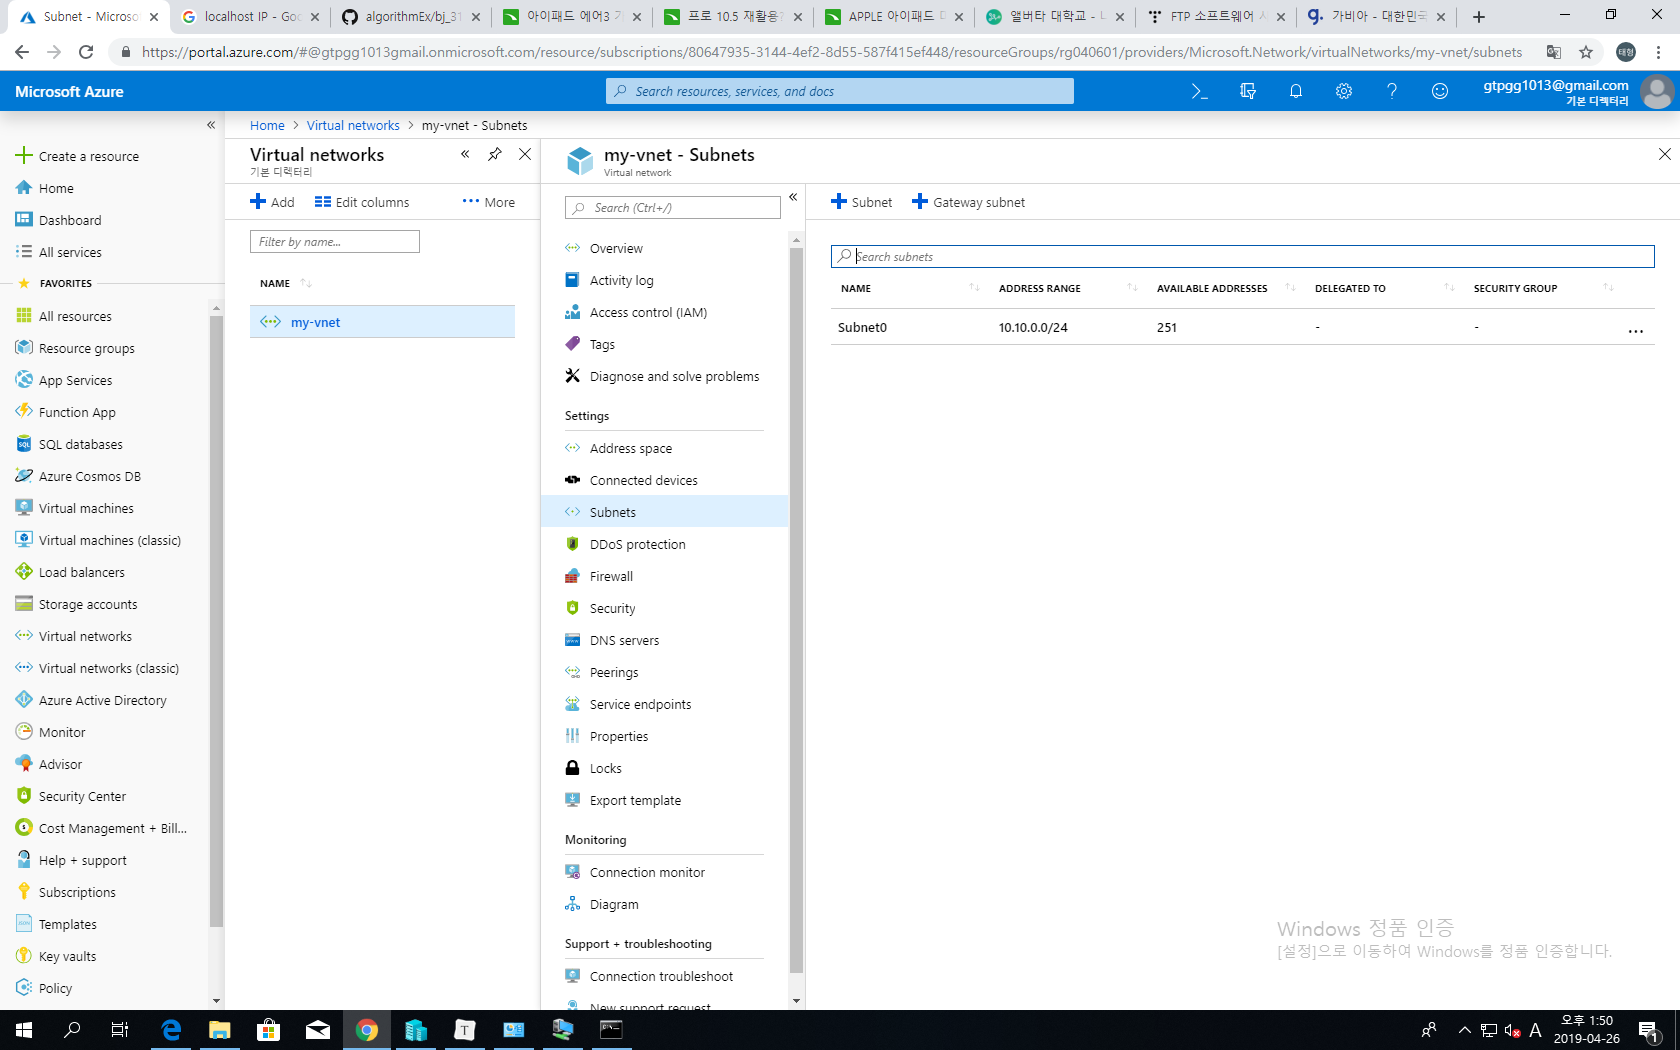 Subnet - Microso
localhost IP - Goo
algorithmEx/bj_31
아이패드 에어3 기
프로 10.5 재활용?
APPLE 아이패드 미
앨버타 대학교 - 나
FTP 소프트웨어 서
가비아 - 대한민국
https://portal.azure.com/#@gtpgg1013gmail.onmicrosoft.com/resource/subscriptions/80647935-3144-4ef2-8d55-587f415ef448/resourceGroups/rg040601/providers/Microsoft.Network/virtualNetworks/my-vnet/subnets
태형
Microsoft Azure
Search resources, services, and docs
gtpgg1013@gmail.com
기본 디렉터리
Create a resource
Home
Dashboard
All services
FAVORITES
All resources
Resource groups
App Services
Function App
SQL databases
Azure Cosmos DB
Virtual machines
Virtual machines (classic)
Load balancers
Storage accounts
Virtual networks
Virtual networks (classic)
Azure Active Directory
Monitor
Advisor
Security Center
Cost Management + Bill...
Help + support
Subscriptions
Templates
Key vaults
Policy
Home > Virtual networks > my-vnet - Subnets
Virtual networks
기본 디렉터리
Add
Edit columns
More
Filter by name...
NAME
my-vnet
my-vnet - Subnets
Virtual network
Search (Ctrl+/)
Overview
Activity log
Access control (IAM)
Tags
Diagnose and solve problems
Settings
Address space
Connected devices
Subnets
DDoS protection
Firewall
Security
DNS servers
Peerings
Service endpoints
Properties
Locks
Export template
Monitoring
Connection monitor
Diagram
Support + troubleshooting
Connection troubleshoot
New support request
Subnet
Gateway subnet
Search subnets
NAME ADDRESS RANGE AVAILABLE ADDRESSES DELEGATED TO SECURITY GROUP
Subnet0 10.10.0.0/24 251 - - ...
Windows 정품 인증
[설정]으로 이동하여 Windows를 정품 인증합니다.
A
오후 1:50
2019-04-26
1